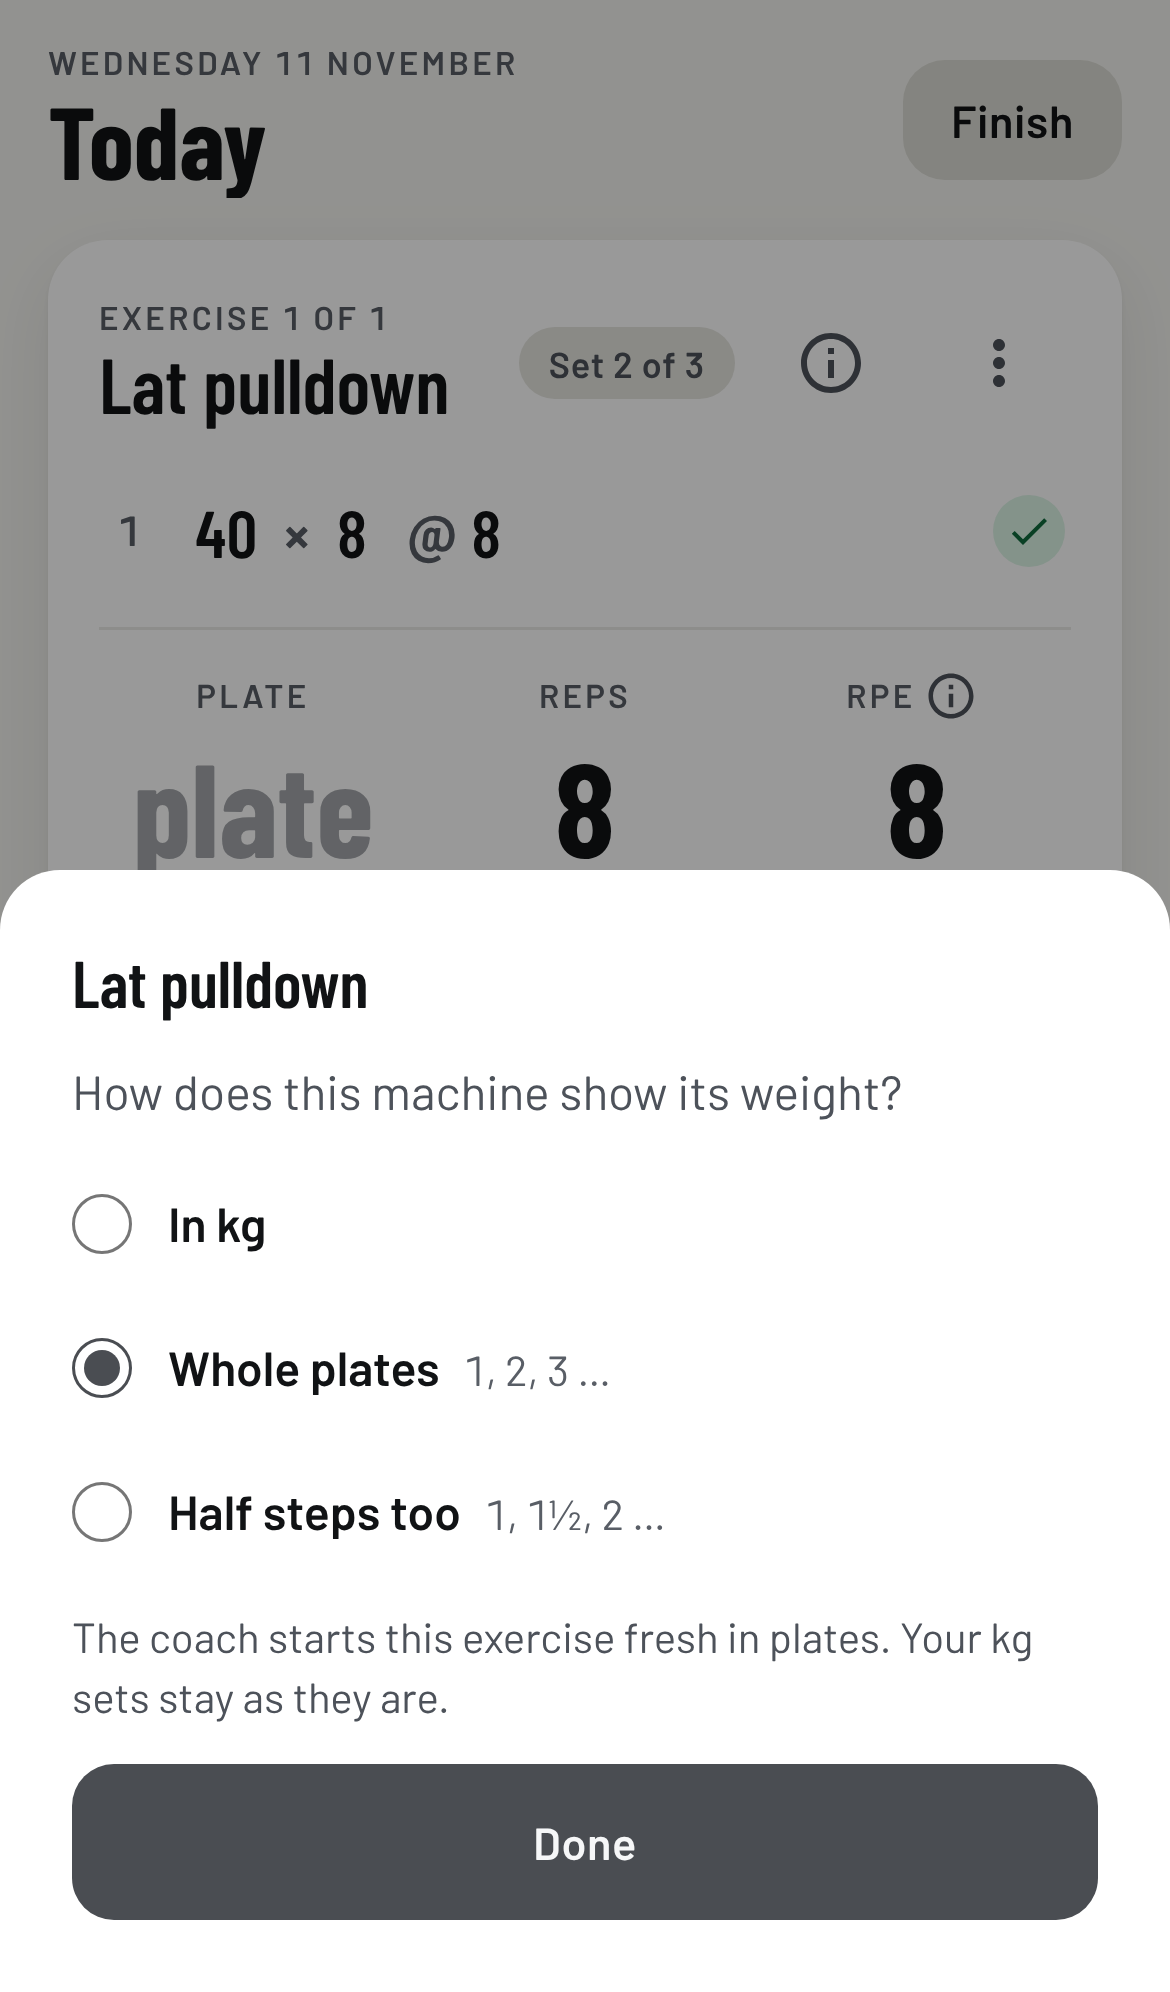 WEDNESDAY 11 NOVEMBER
Today
Finish
EXERCISE 1 OF 1
Lat pulldown
Set 2 of 3
1 40 × 8 @ 8
PLATE REPS RPE
plate 8 8
Lat pulldown
How does this machine show its weight?
In kg
Whole plates 1, 2, 3 ...
Half steps too 1, 1½, 2 ...
The coach starts this exercise fresh in plates. Your kg
sets stay as they are.
Done